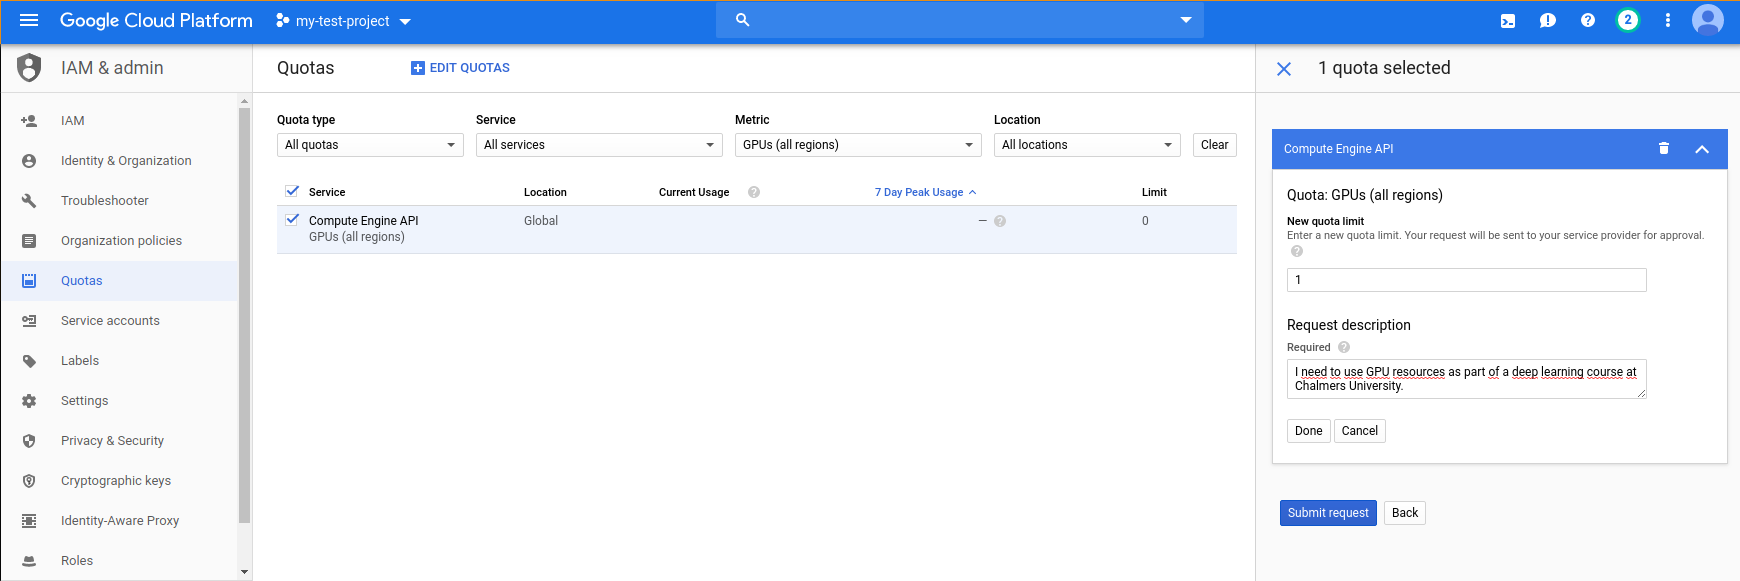 Google Cloud Platform
my-test-project
2
IAM & admin
IAM
Identity & Organization
Troubleshooter
Organization policies
Quotas
Service accounts
Labels
Settings
Privacy & Security
Cryptographic keys
Identity-Aware Proxy
Roles
Quotas
EDIT QUOTAS
Quota type
Service
Metric
Location
All quotas
All services
GPUs (all regions)
All locations
Clear
Service
Location
Current Usage
7 Day Peak Usage
Limit
Compute Engine API
Global
—
0
GPUs (all regions)
1 quota selected
Compute Engine API
Quota: GPUs (all regions)
New quota limit
Enter a new quota limit. Your request will be sent to your service provider for approval.
1
Request description
Required
I need to use GPU resources as part of a deep learning course at
Chalmers University.
Done
Cancel
Submit request
Back